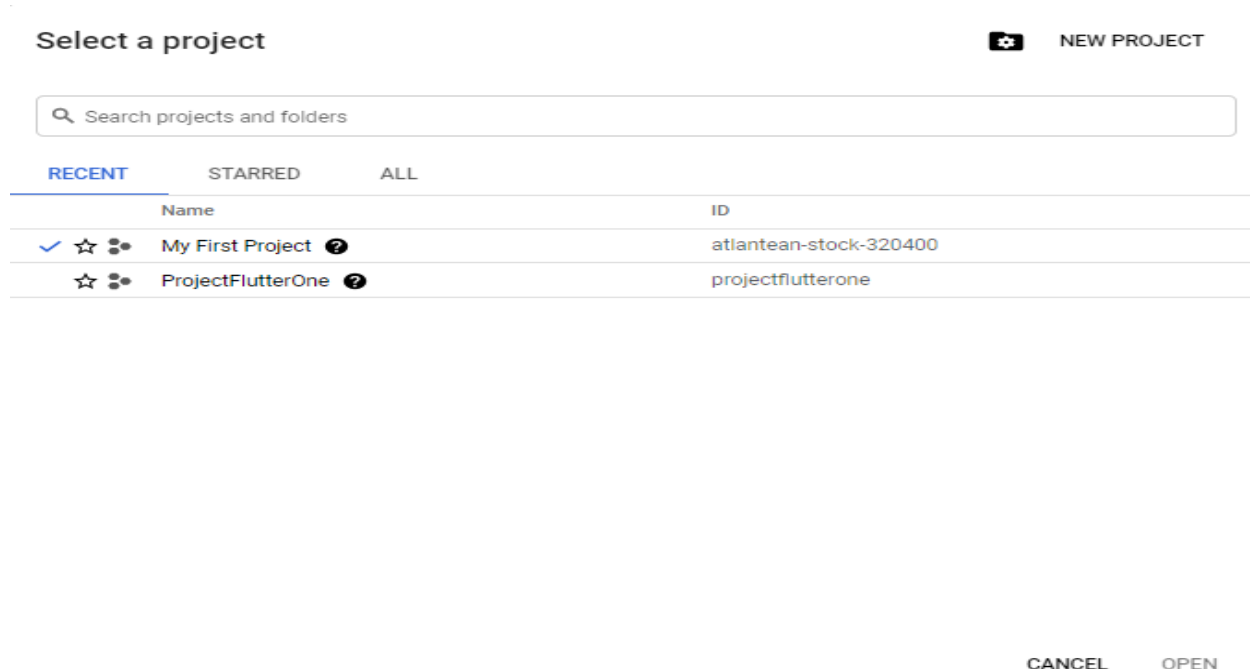 Select a project
NEW PROJECT
Search projects and folders
RECENT STARRED ALL
Name ID
My First Project ? atlantean-stock-320400
ProjectFlutterOne ? projectflutterone
CANCEL OPEN